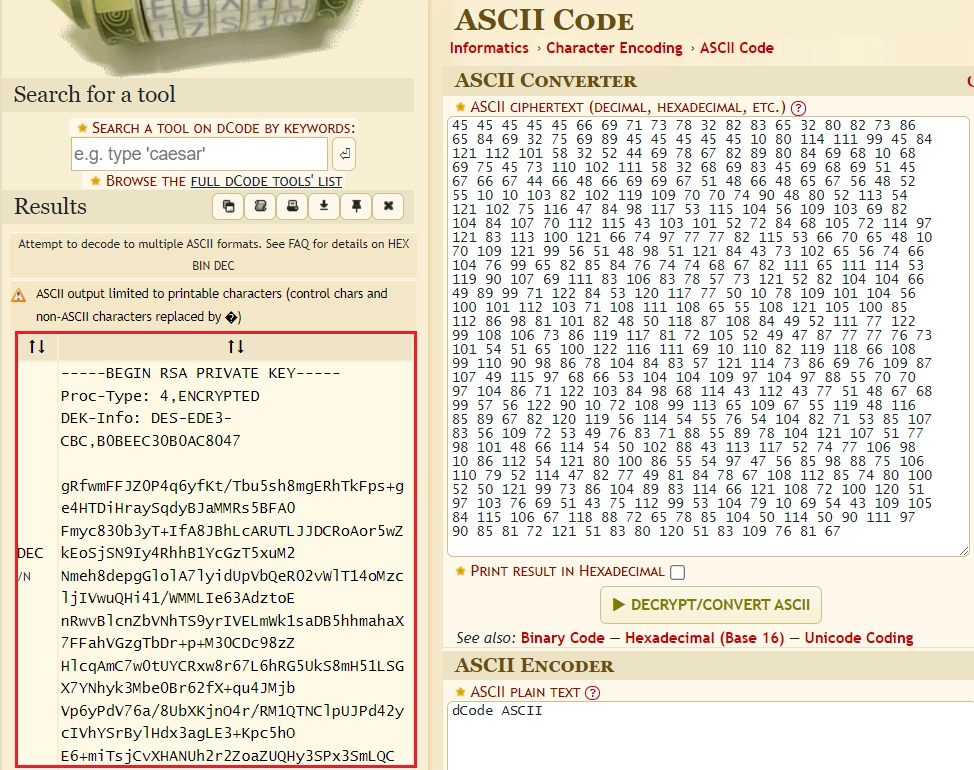 Search for a tool
SEARCH A TOOL ON DCODE BY KEYWORDS:
e.g. type 'caesar'
BROWSE THE FULL DCODE TOOLS' LIST
Results
Attempt to decode to multiple ASCII formats. See FAQ for details on HEX
BIN DEC
ASCII output limited to printable characters (control chars and
non-ASCII characters replaced by �)
↑↓ ↑↓
-----BEGIN RSA PRIVATE KEY-----
Proc-Type: 4,ENCRYPTED
DEK-Info: DES-EDE3-
CBC,B0BEEC30B0AC8047
gRfwmFFJZ0P4q6yfKt/Tbu5sh8mgERhTkFps+g
e4HTDiHraySqdyBJaMMRs5BFA0
Fmyc830b3yT+IfA8JBhLcARUTLJJDCRoAor5wZ
DEC
kEoSjSN9Iy4RhhB1YcGzT5xuM2
/N
Nmeh8depgGlolA7lyidUpVbQeR02vWlT14oMzc
ljIVwuQHi41/WMMLIe63AdztoE
nRwvBlcnZbVNhTS9yrIVELmWk1saDB5hhmahaX
7FFahVGzgTbDr+p+M30CDc98zZ
HlcqAmC7w0tUYCRxw8r67L6hRG5UkS8mH51LSG
X7YNhyk3Mbe0Br62fX+qu4JMjb
Vp6yPdV76a/8UbXKjnO4r/RM1QTNClpUJPd42y
cIVhYSrBylHdx3agLE3+Kpc5hO
E6+miTsjCvXHANUh2r2ZoaZUQHy3SPx3SmLQC
ASCII CODE
Informatics › Character Encoding › ASCII Code
ASCII CONVERTER
ASCII CIPHERTEXT (DECIMAL, HEXADECIMAL, ETC.) ?
45 45 45 45 45 66 69 71 73 78 32 82 83 65 32 80 82 73 86
65 84 69 32 75 69 89 45 45 45 45 45 10 80 114 111 99 45 84
121 112 101 58 32 52 44 69 78 67 82 89 80 84 69 68 10 68
69 75 45 73 110 102 111 58 32 68 69 83 45 69 68 69 51 45
67 66 67 44 66 48 66 69 69 67 51 48 66 48 65 67 56 48 52
55 10 10 103 82 102 119 109 70 70 74 90 48 80 52 113 54
121 102 75 116 47 84 98 117 53 115 104 56 109 103 69 82
104 84 107 70 112 115 43 103 101 52 72 84 68 105 72 114 97
121 83 113 100 121 66 74 97 77 77 82 115 53 66 70 65 48 10
70 109 121 99 56 51 48 98 51 121 84 43 73 102 65 56 74 66
104 76 99 65 82 85 84 76 74 74 68 67 82 111 65 111 114 53
119 90 107 69 111 83 106 83 78 57 73 121 52 82 104 104 66
49 89 99 71 122 84 53 120 117 77 50 10 78 109 101 104 56
100 101 112 103 71 108 111 108 65 55 108 121 105 100 85
112 86 98 81 101 82 48 50 118 87 108 84 49 52 111 77 122
99 108 106 73 86 119 117 81 72 105 52 49 47 87 77 77 76 73
101 54 51 65 100 122 116 111 69 10 110 82 119 118 66 108
99 110 90 98 86 78 104 84 83 57 121 114 73 86 69 76 109 87
107 49 115 97 68 66 53 104 104 109 97 104 97 88 55 70 70
97 104 86 71 122 103 84 98 68 114 43 112 43 77 51 48 67 68
99 57 56 122 90 10 72 108 99 113 65 109 67 55 119 48 116
85 89 67 82 120 119 56 114 54 55 76 54 104 82 71 53 85 107
83 56 109 72 53 49 76 83 71 88 55 89 78 104 121 107 51 77
98 101 48 66 114 54 50 102 88 43 113 117 52 74 77 106 98
10 86 112 54 121 80 100 86 55 54 97 47 56 85 98 88 75 106
110 79 52 114 47 82 77 49 81 84 78 67 108 112 85 74 80 100
52 50 121 99 73 86 104 89 83 114 66 121 108 72 100 120 51
97 103 76 69 51 43 75 112 99 53 104 79 10 69 54 43 109 105
84 115 106 67 118 88 72 65 78 85 104 50 114 50 90 111 97
90 85 81 72 121 51 83 80 120 51 83 109 76 81 67
PRINT RESULT IN HEXADECIMAL
▶ DECRYPT/CONVERT ASCII
See also: Binary Code — Hexadecimal (Base 16) — Unicode Coding
ASCII ENCODER
ASCII PLAIN TEXT ?
dCode ASCII